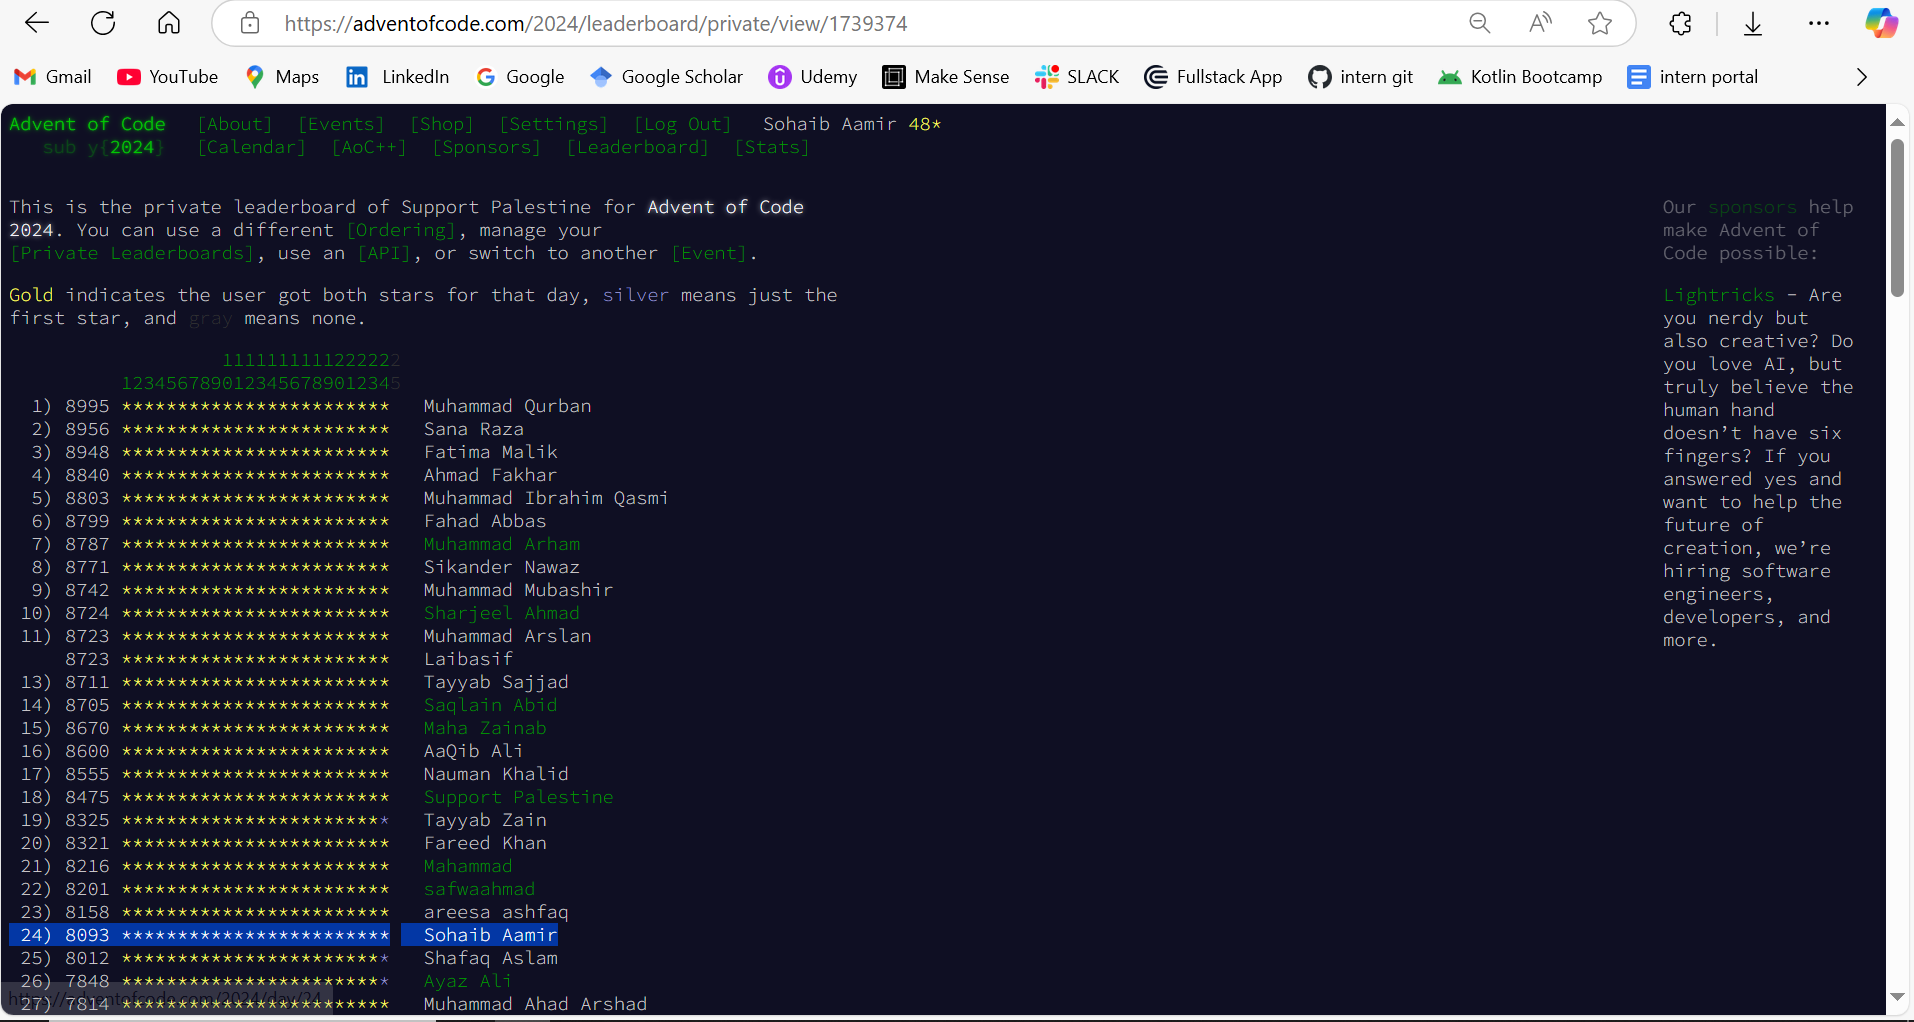 https://adventofcode.com/2024/leaderboard/private/view/1739374
Gmail YouTube Maps LinkedIn Google Google Scholar Udemy Make Sense SLACK Fullstack App intern git Kotlin Bootcamp intern portal
Advent of Code [About] [Events] [Shop] [Settings] [Log Out] Sohaib Aamir 48*
sub y{2024} [Calendar] [AoC++] [Sponsors] [Leaderboard] [Stats]
This is the private leaderboard of Support Palestine for Advent of Code
2024. You can use a different [Ordering], manage your
[Private Leaderboards], use an [API], or switch to another [Event].
Gold indicates the user got both stars for that day, silver means just the
first star, and gray means none.
1111111111222222
1234567890123456789012345
1) 8995 ************************ Muhammad Qurban
2) 8956 ************************ Sana Raza
3) 8948 ************************ Fatima Malik
4) 8840 ************************ Ahmad Fakhar
5) 8803 ************************ Muhammad Ibrahim Qasmi
6) 8799 ************************ Fahad Abbas
7) 8787 ************************ Muhammad Arham
8) 8771 ************************ Sikander Nawaz
9) 8742 ************************ Muhammad Mubashir
10) 8724 ************************ Sharjeel Ahmad
11) 8723 ************************ Muhammad Arslan
8723 ************************ Laibasif
13) 8711 ************************ Tayyab Sajjad
14) 8705 ************************ Saqlain Abid
15) 8670 ************************ Maha Zainab
16) 8600 ************************ AaQib Ali
17) 8555 ************************ Nauman Khalid
18) 8475 ************************ Support Palestine
19) 8325 ************************ Tayyab Zain
20) 8321 ************************ Fareed Khan
21) 8216 ************************ Mahammad
22) 8201 ************************ safwaahmad
23) 8158 ************************ areesa ashfaq
24) 8093 ************************ Sohaib Aamir
25) 8012 ************************ Shafaq Aslam
26) 7848 ************************ Ayaz Ali
27) 7814 ************************ Muhammad Ahad Arshad
https://adventofcode.com/2024/day/24
Our sponsors help
make Advent of
Code possible:
Lightricks - Are
you nerdy but
also creative? Do
you love AI, but
truly believe the
human hand
doesn't have six
fingers? If you
answered yes and
want to help the
future of
creation, we're
hiring software
engineers,
developers, and
more.